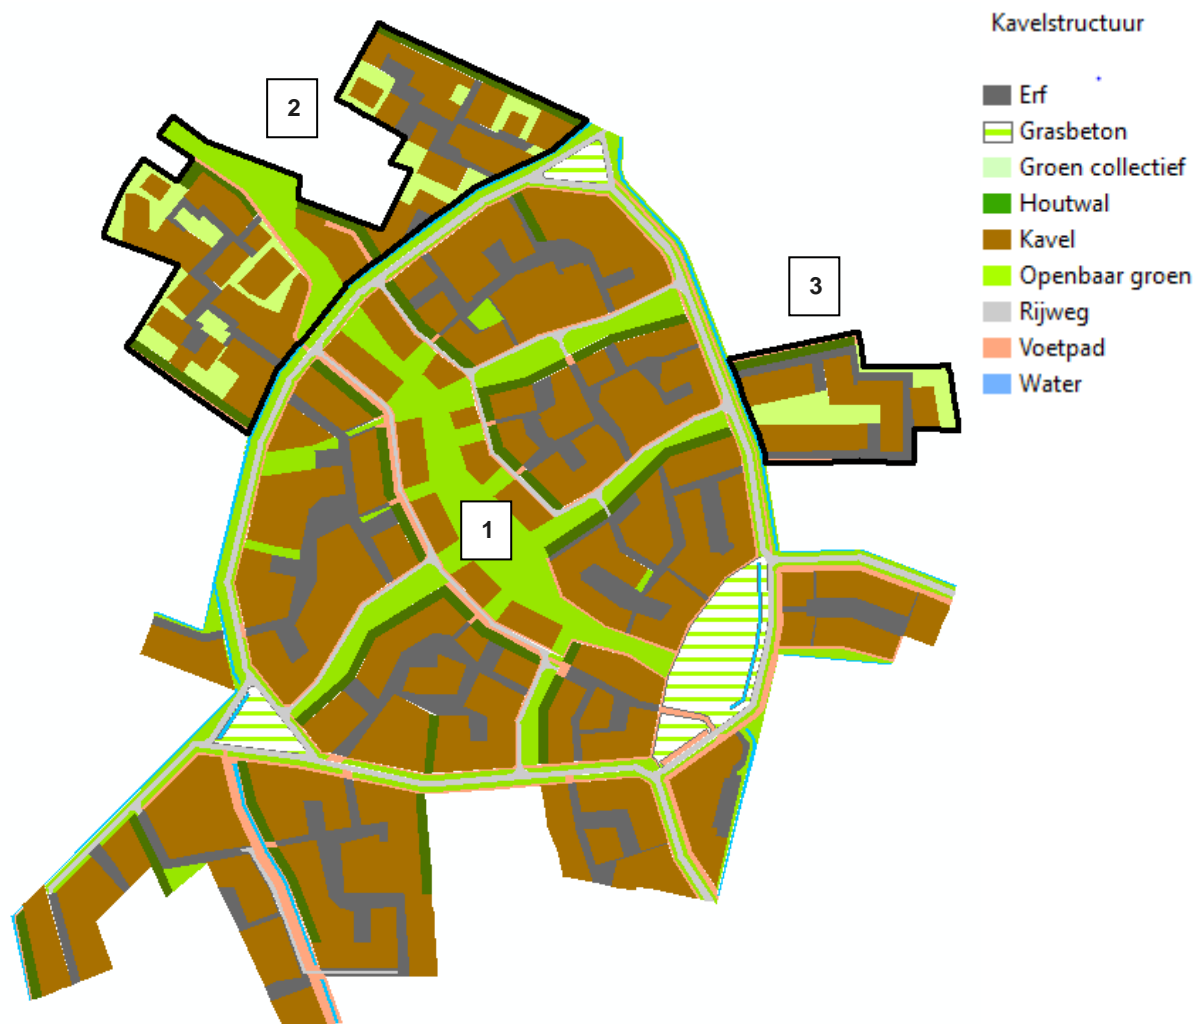 Kavelstructuur
Erf
Grasbeton
Groen collectief
Houtwal
Kavel
Openbaar groen
Rijweg
Voetpad
Water
2
3
1